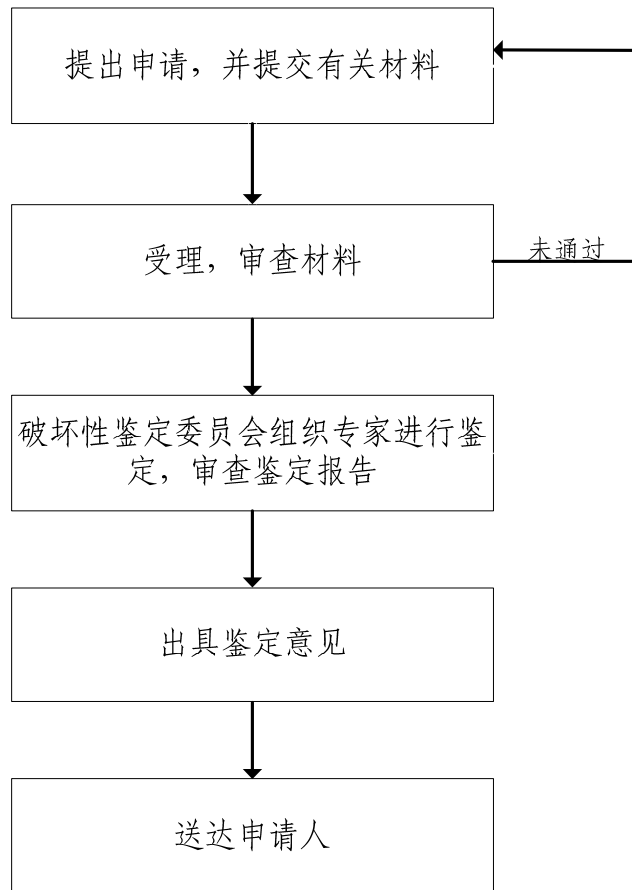 提出申请，并提交有关材料
受理，审查材料
未通过
破坏性鉴定委员会组织专家进行鉴
定，审查鉴定报告
出具鉴定意见
送达申请人